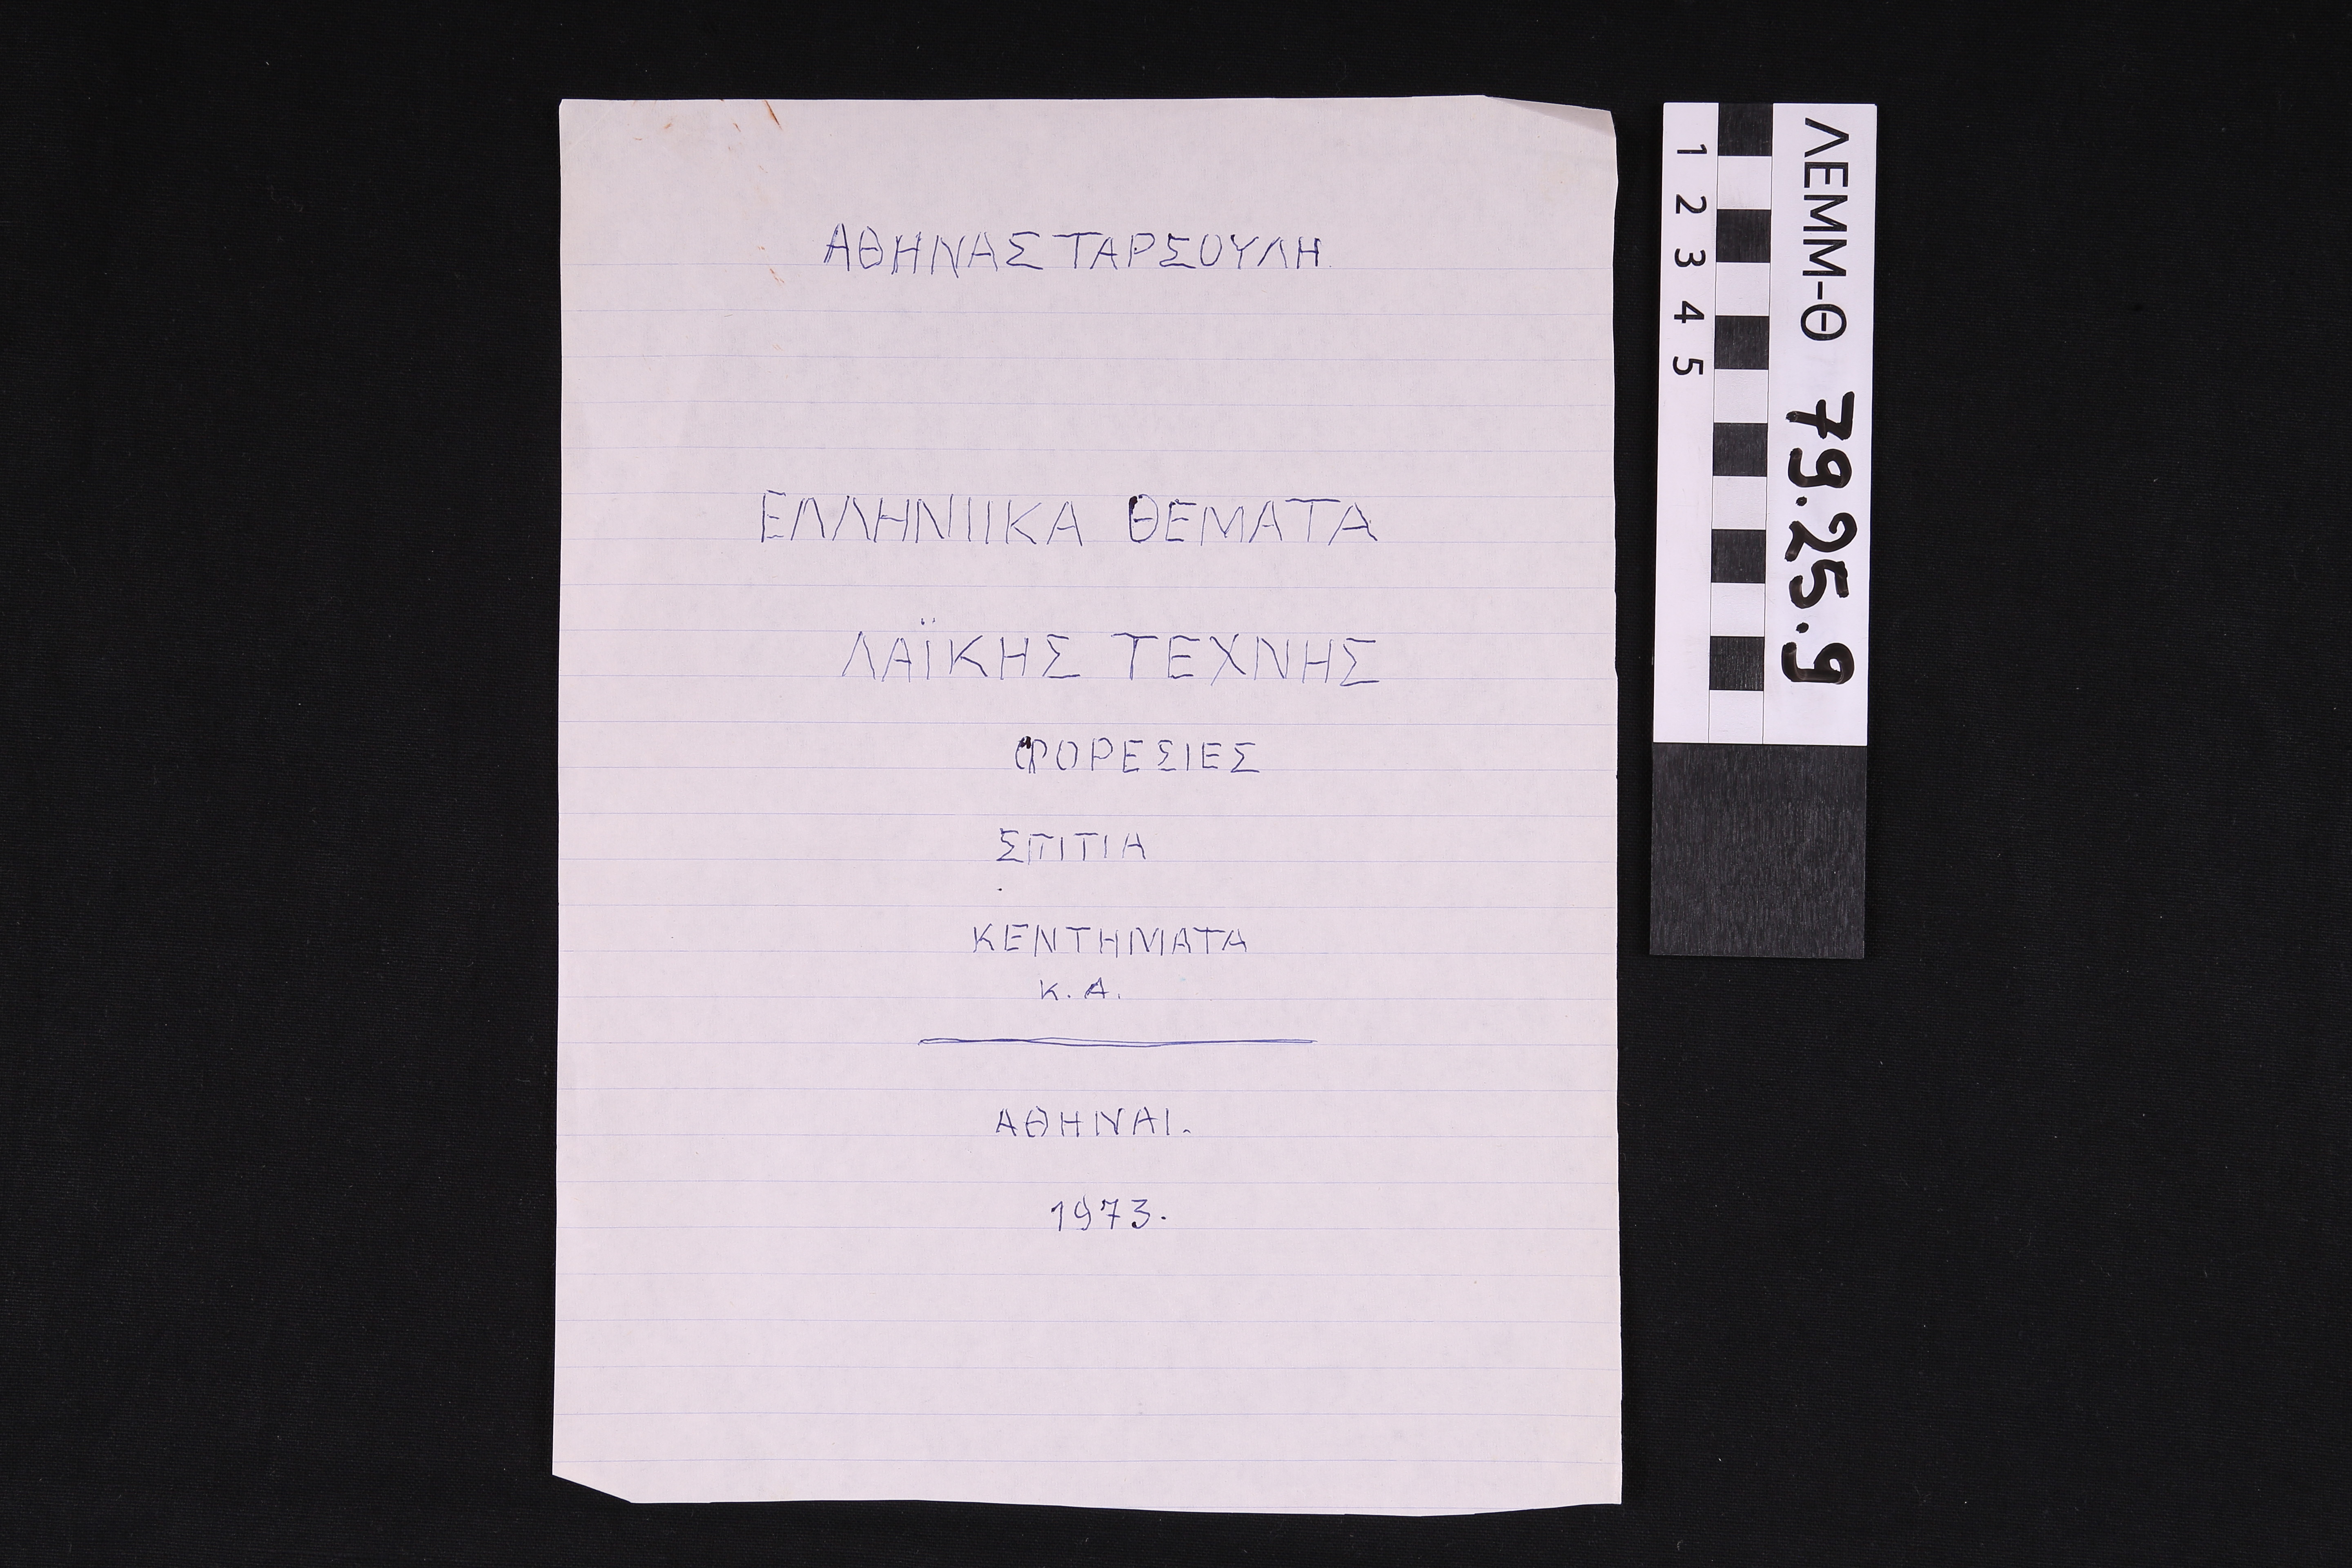 ΑΘΗΝΑΣ ΤΑΡΣΟΥΛΗ
ΕΛΛΗΝΙΙΚΑ ΘΕΜΑΤΑ
ΛΑΪΚΗΣ ΤΕΧΝΗΣ
ΦΟΡΕΣΙΕΣ
ΣΠΙΤΙΑ
ΚΕΝΤΗΜΑΤΑ
Κ. Α.
ΑΘΗΝΑΙ.
1973.
ΛΕΜΜ-Θ 79.25.9
1 2 3 4 5